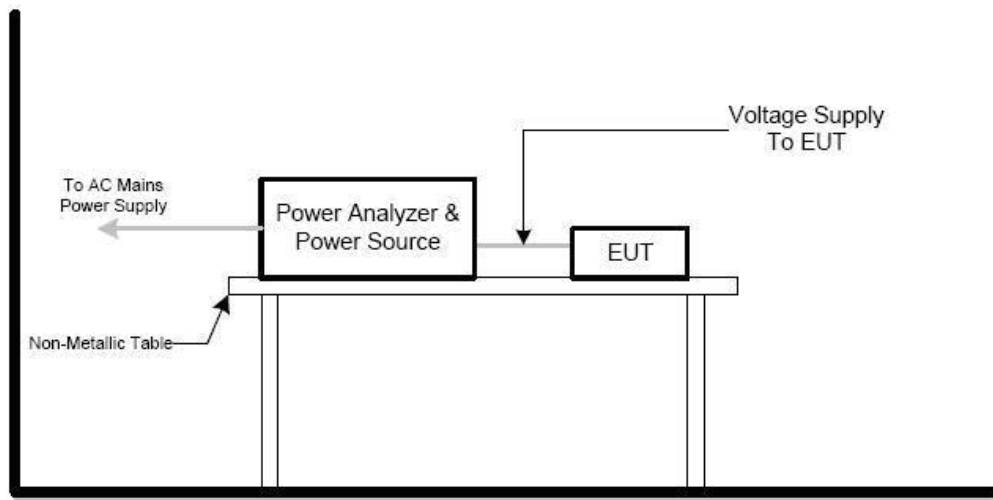 Voltage Supply
To EUT
To AC Mains
Power Supply
Power Analyzer &
Power Source
EUT
Non-Metallic Table